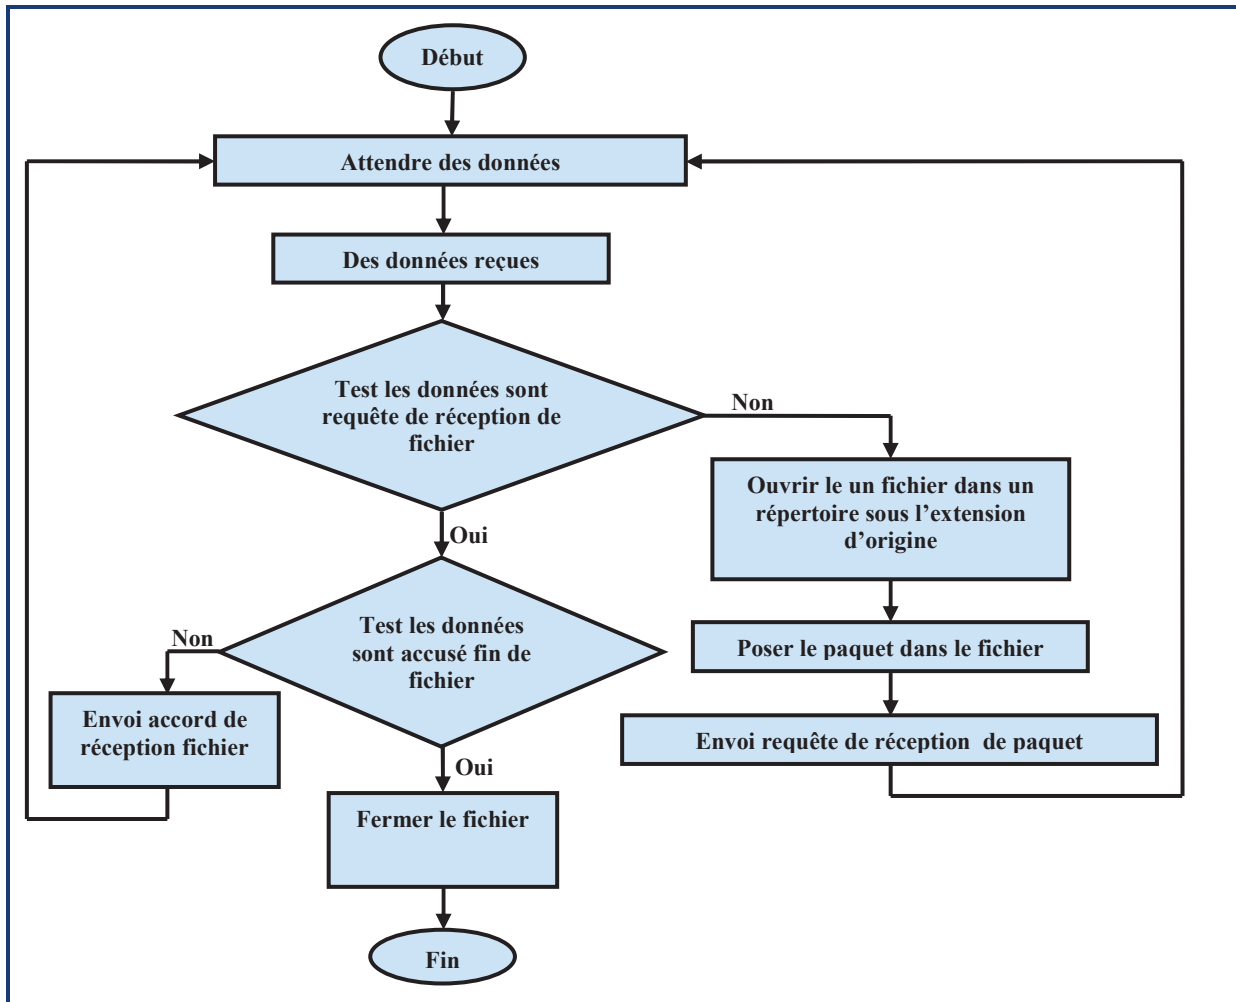 Début
Attendre des données
Des données reçues
Test les données sont
requête de réception de
fichier
Non
Ouvrir le un fichier dans un
répertoire sous l’extension
d’origine
Oui
Test les données
sont accusé fin de
fichier
Non
Poser le paquet dans le fichier
Envoi accord de
réception fichier
Envoi requête de réception de paquet
Oui
Fermer le fichier
Fin